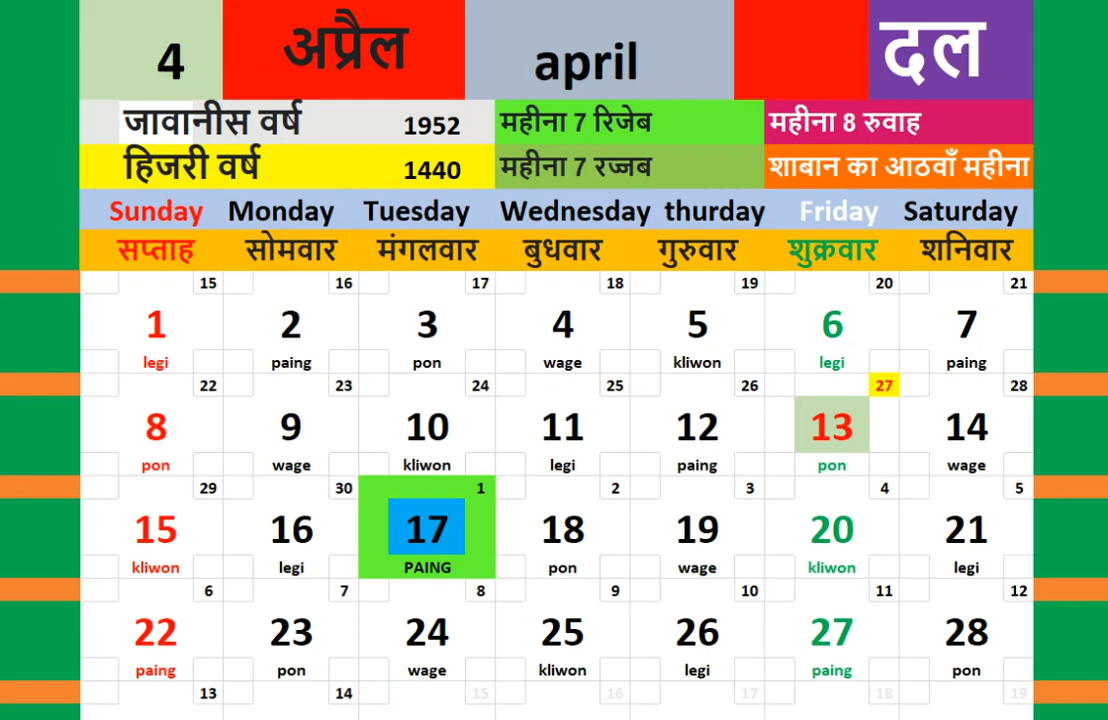 4 अप्रैल april दल
जावानीस वर्ष 1952 महीना 7 रिजेब महीना 8 रुवाह
हिजरी वर्ष 1440 महीना 7 रज्जब शाबान का आठवाँ महीना
Sunday Monday Tuesday Wednesday thurday Friday Saturday
सप्ताह सोमवार मंगलवार बुधवार गुरुवार शुक्रवार शनिवार
15 16 17 18 19 20 21
1 2 3 4 5 6 7
legi paing pon wage kliwon legi paing
22 23 24 25 26 27 28
8 9 10 11 12 13 14
pon wage kliwon legi paing pon wage
29 30 1 2 3 4 5
15 16 17 18 19 20 21
kliwon legi PAING pon wage kliwon legi
6 7 8 9 10 11 12
22 23 24 25 26 27 28
paing pon wage kliwon legi paing pon
13 14 15 16 17 18 19